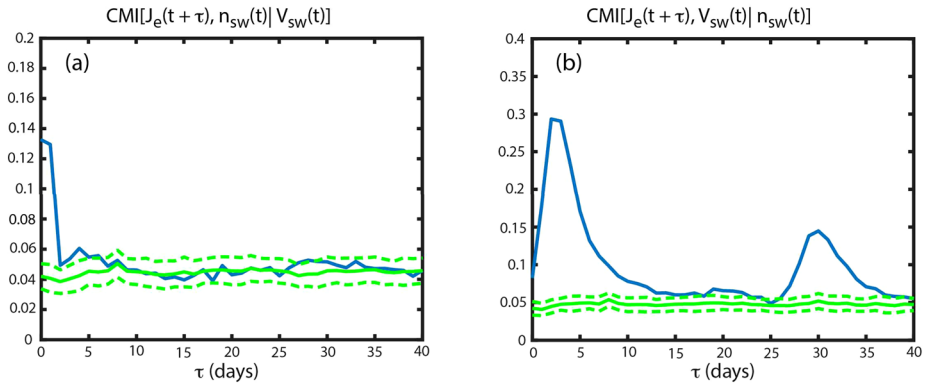 CMI[Je(t + τ), nsw(t)| Vsw(t)]
(a)
0.2
0.18
0.16
0.14
0.12
0.1
0.08
0.06
0.04
0.02
0
0 5 10 15 20 25 30 35 40
τ (days)
CMI[Je(t + τ), Vsw(t)| nsw(t)]
(b)
0.4
0.35
0.3
0.25
0.2
0.15
0.1
0.05
0
0 5 10 15 20 25 30 35 40
τ (days)